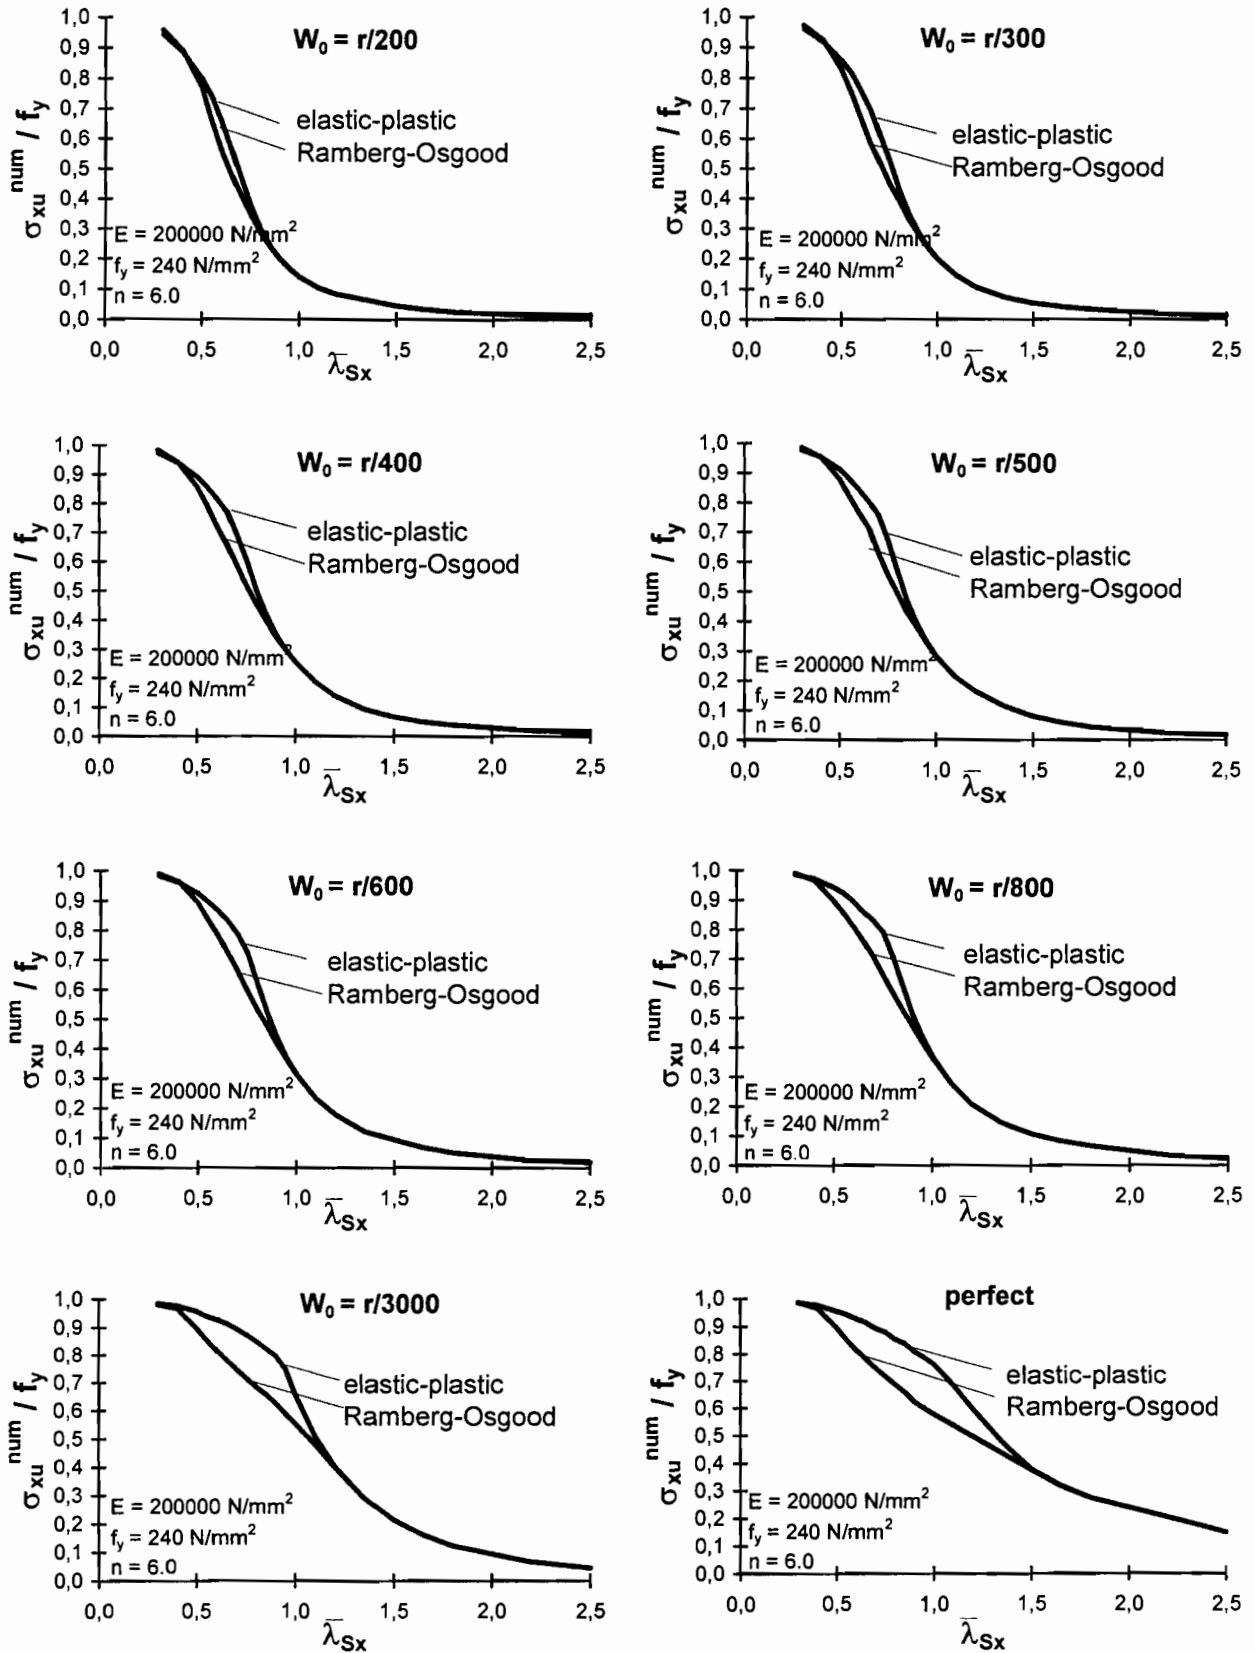 W₀ = r/200
σxu^num / fy
1,0
0,9
0,8
0,7
0,6
0,5
0,4
0,3
0,2
0,1
0,0
elastic-plastic
Ramberg-Osgood
E = 200000 N/mm²
fy = 240 N/mm²
n = 6.0
0,0 0,5 1,0 1,5 2,0 2,5
λ̅Sx
W₀ = r/300
σxu^num / fy
1,0
0,9
0,8
0,7
0,6
0,5
0,4
0,3
0,2
0,1
0,0
elastic-plastic
Ramberg-Osgood
E = 200000 N/mm²
fy = 240 N/mm²
n = 6.0
0,0 0,5 1,0 1,5 2,0 2,5
λ̅Sx
W₀ = r/400
σxu^num / fy
1,0
0,9
0,8
0,7
0,6
0,5
0,4
0,3
0,2
0,1
0,0
elastic-plastic
Ramberg-Osgood
E = 200000 N/mm²
fy = 240 N/mm²
n = 6.0
0,0 0,5 1,0 1,5 2,0 2,5
λ̅Sx
W₀ = r/500
σxu^num / fy
1,0
0,9
0,8
0,7
0,6
0,5
0,4
0,3
0,2
0,1
0,0
elastic-plastic
Ramberg-Osgood
E = 200000 N/mm²
fy = 240 N/mm²
n = 6.0
0,0 0,5 1,0 1,5 2,0 2,5
λ̅Sx
W₀ = r/600
σxu^num / fy
1,0
0,9
0,8
0,7
0,6
0,5
0,4
0,3
0,2
0,1
0,0
elastic-plastic
Ramberg-Osgood
E = 200000 N/mm²
fy = 240 N/mm²
n = 6.0
0,0 0,5 1,0 1,5 2,0 2,5
λ̅Sx
W₀ = r/800
σxu^num / fy
1,0
0,9
0,8
0,7
0,6
0,5
0,4
0,3
0,2
0,1
0,0
elastic-plastic
Ramberg-Osgood
E = 200000 N/mm²
fy = 240 N/mm²
n = 6.0
0,0 0,5 1,0 1,5 2,0 2,5
λ̅Sx
W₀ = r/3000
σxu^num / fy
1,0
0,9
0,8
0,7
0,6
0,5
0,4
0,3
0,2
0,1
0,0
elastic-plastic
Ramberg-Osgood
E = 200000 N/mm²
fy = 240 N/mm²
n = 6.0
0,0 0,5 1,0 1,5 2,0 2,5
λ̅Sx
perfect
σxu^num / fy
1,0
0,9
0,8
0,7
0,6
0,5
0,4
0,3
0,2
0,1
0,0
elastic-plastic
Ramberg-Osgood
E = 200000 N/mm²
fy = 240 N/mm²
n = 6.0
0,0 0,5 1,0 1,5 2,0 2,5
λ̅Sx